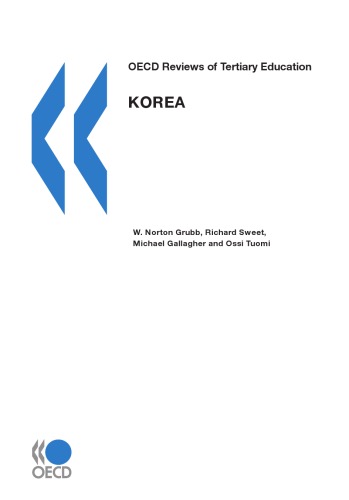 OECD Reviews of Tertiary Education
KOREA
W. Norton Grubb, Richard Sweet,
Michael Gallagher and Ossi Tuomi
OECD